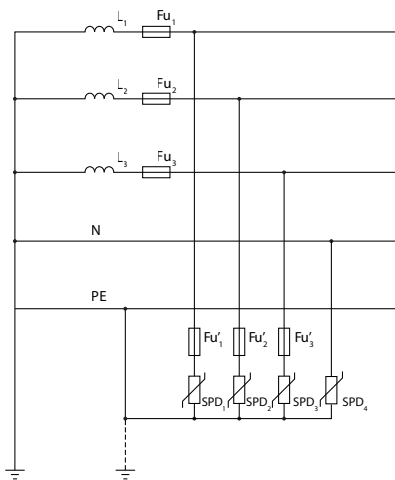 L₁ Fu₁
L₂ Fu₂
L₃ Fu₃
N
PE
Fu'₁ Fu'₂ Fu'₃
SPD₁ SPD₂ SPD₃ SPD₄